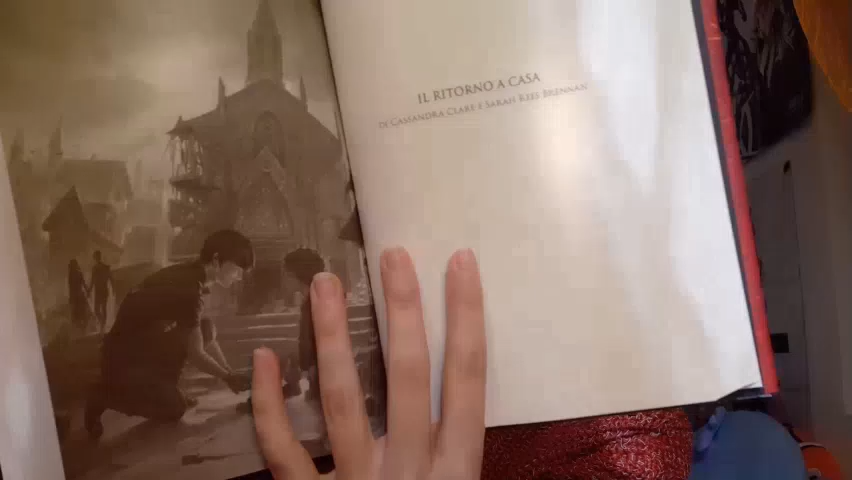 IL RITORNO A CASA
DI CASSANDRA CLARE E SARAH REES BRENNAN